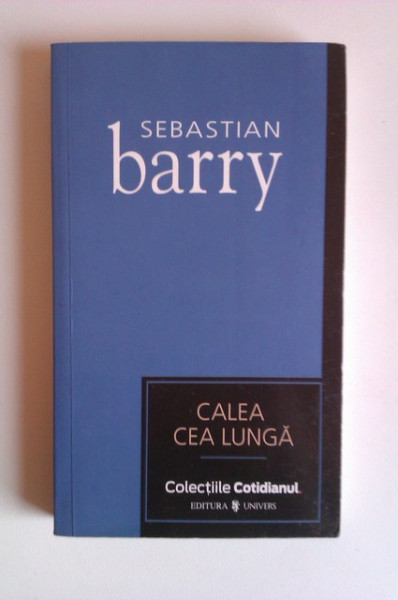 SEBASTIAN
barry
CALEA
CEA LUNGĂ
Colecțiile Cotidianul
EDITURA UNIVERS